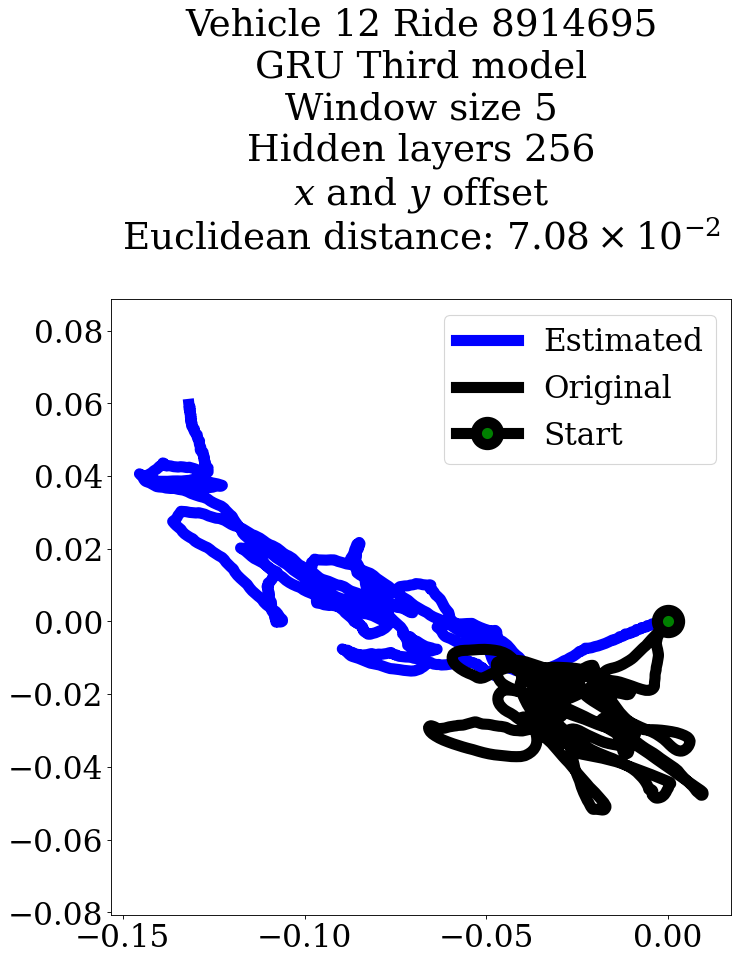 Vehicle 12 Ride 8914695
GRU Third model
Window size 5
Hidden layers 256
x and y offset
Euclidean distance: 7.08 × 10⁻²
Estimated
Original
Start
0.08
0.06
0.04
0.02
0.00
−0.02
−0.04
−0.06
−0.08
−0.15 −0.10 −0.05 0.00